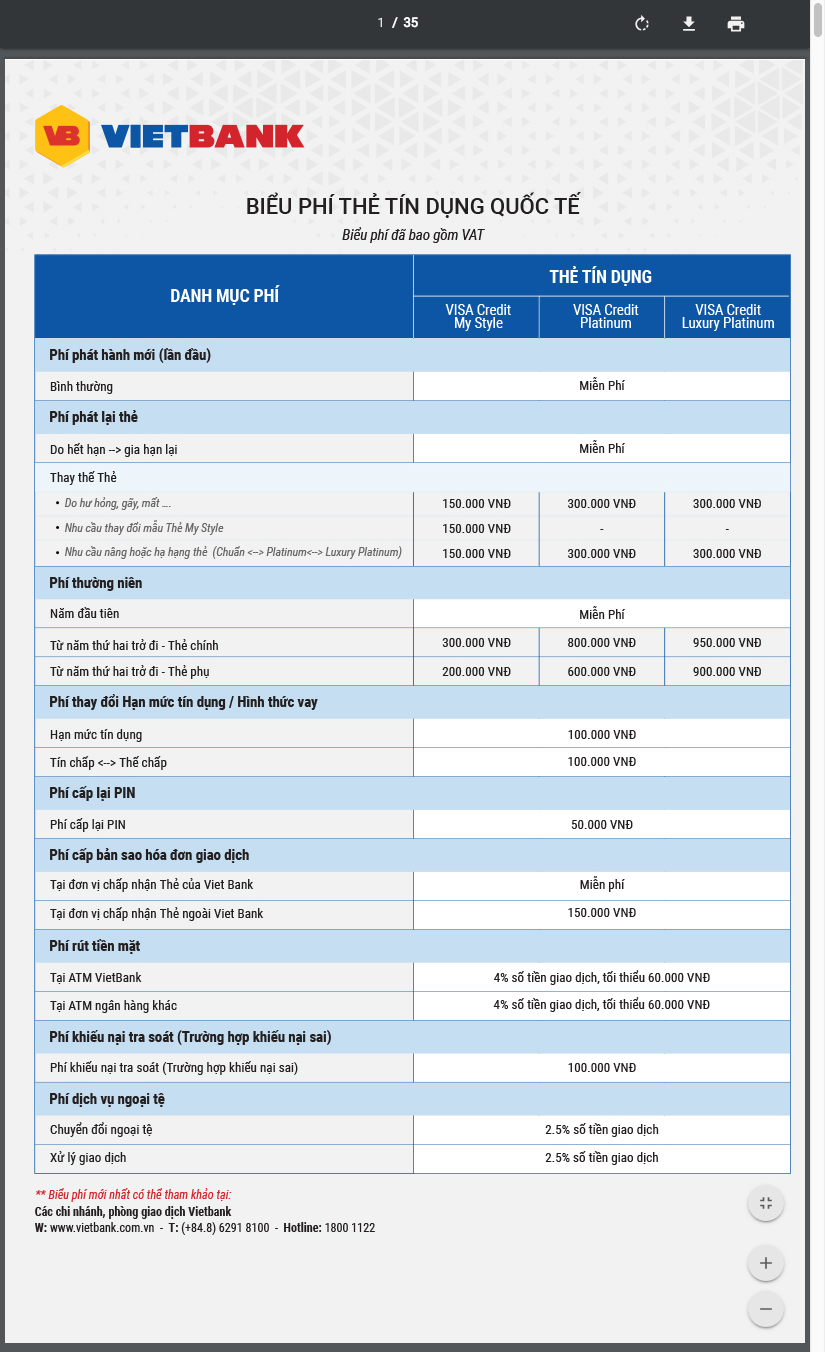 1 / 35
VB VIETBANK
BIỂU PHÍ THẺ TÍN DỤNG QUỐC TẾ
Biểu phí đã bao gồm VAT
DANH MỤC PHÍ
THẺ TÍN DỤNG
VISA Credit My Style
VISA Credit Platinum
VISA Credit Luxury Platinum
Phí phát hành mới (lần đầu)
Bình thường Miễn Phí
Phí phát lại thẻ
Do hết hạn --> gia hạn lại Miễn Phí
Thay thế Thẻ
• Do hư hỏng, gãy, mất .... 150.000 VNĐ 300.000 VNĐ 300.000 VNĐ
• Nhu cầu thay đổi mẫu Thẻ My Style 150.000 VNĐ - -
• Nhu cầu nâng hoặc hạ hạng thẻ (Chuẩn <--> Platinum<--> Luxury Platinum) 150.000 VNĐ 300.000 VNĐ 300.000 VNĐ
Phí thường niên
Năm đầu tiên Miễn Phí
Từ năm thứ hai trở đi - Thẻ chính 300.000 VNĐ 800.000 VNĐ 950.000 VNĐ
Từ năm thứ hai trở đi - Thẻ phụ 200.000 VNĐ 600.000 VNĐ 900.000 VNĐ
Phí thay đổi Hạn mức tín dụng / Hình thức vay
Hạn mức tín dụng 100.000 VNĐ
Tín chấp <--> Thế chấp 100.000 VNĐ
Phí cấp lại PIN
Phí cấp lại PIN 50.000 VNĐ
Phí cấp bản sao hóa đơn giao dịch
Tại đơn vị chấp nhận Thẻ của Viet Bank Miễn phí
Tại đơn vị chấp nhận Thẻ ngoài Viet Bank 150.000 VNĐ
Phí rút tiền mặt
Tại ATM VietBank 4% số tiền giao dịch, tối thiểu 60.000 VNĐ
Tại ATM ngân hàng khác 4% số tiền giao dịch, tối thiểu 60.000 VNĐ
Phí khiếu nại tra soát (Trường hợp khiếu nại sai)
Phí khiếu nại tra soát (Trường hợp khiếu nại sai) 100.000 VNĐ
Phí dịch vụ ngoại tệ
Chuyển đổi ngoại tệ 2.5% số tiền giao dịch
Xử lý giao dịch 2.5% số tiền giao dịch
** Biểu phí mới nhất có thể tham khảo tại:
Các chi nhánh, phòng giao dịch Vietbank
W: www.vietbank.com.vn - T: (+84.8) 6291 8100 - Hotline: 1800 1122